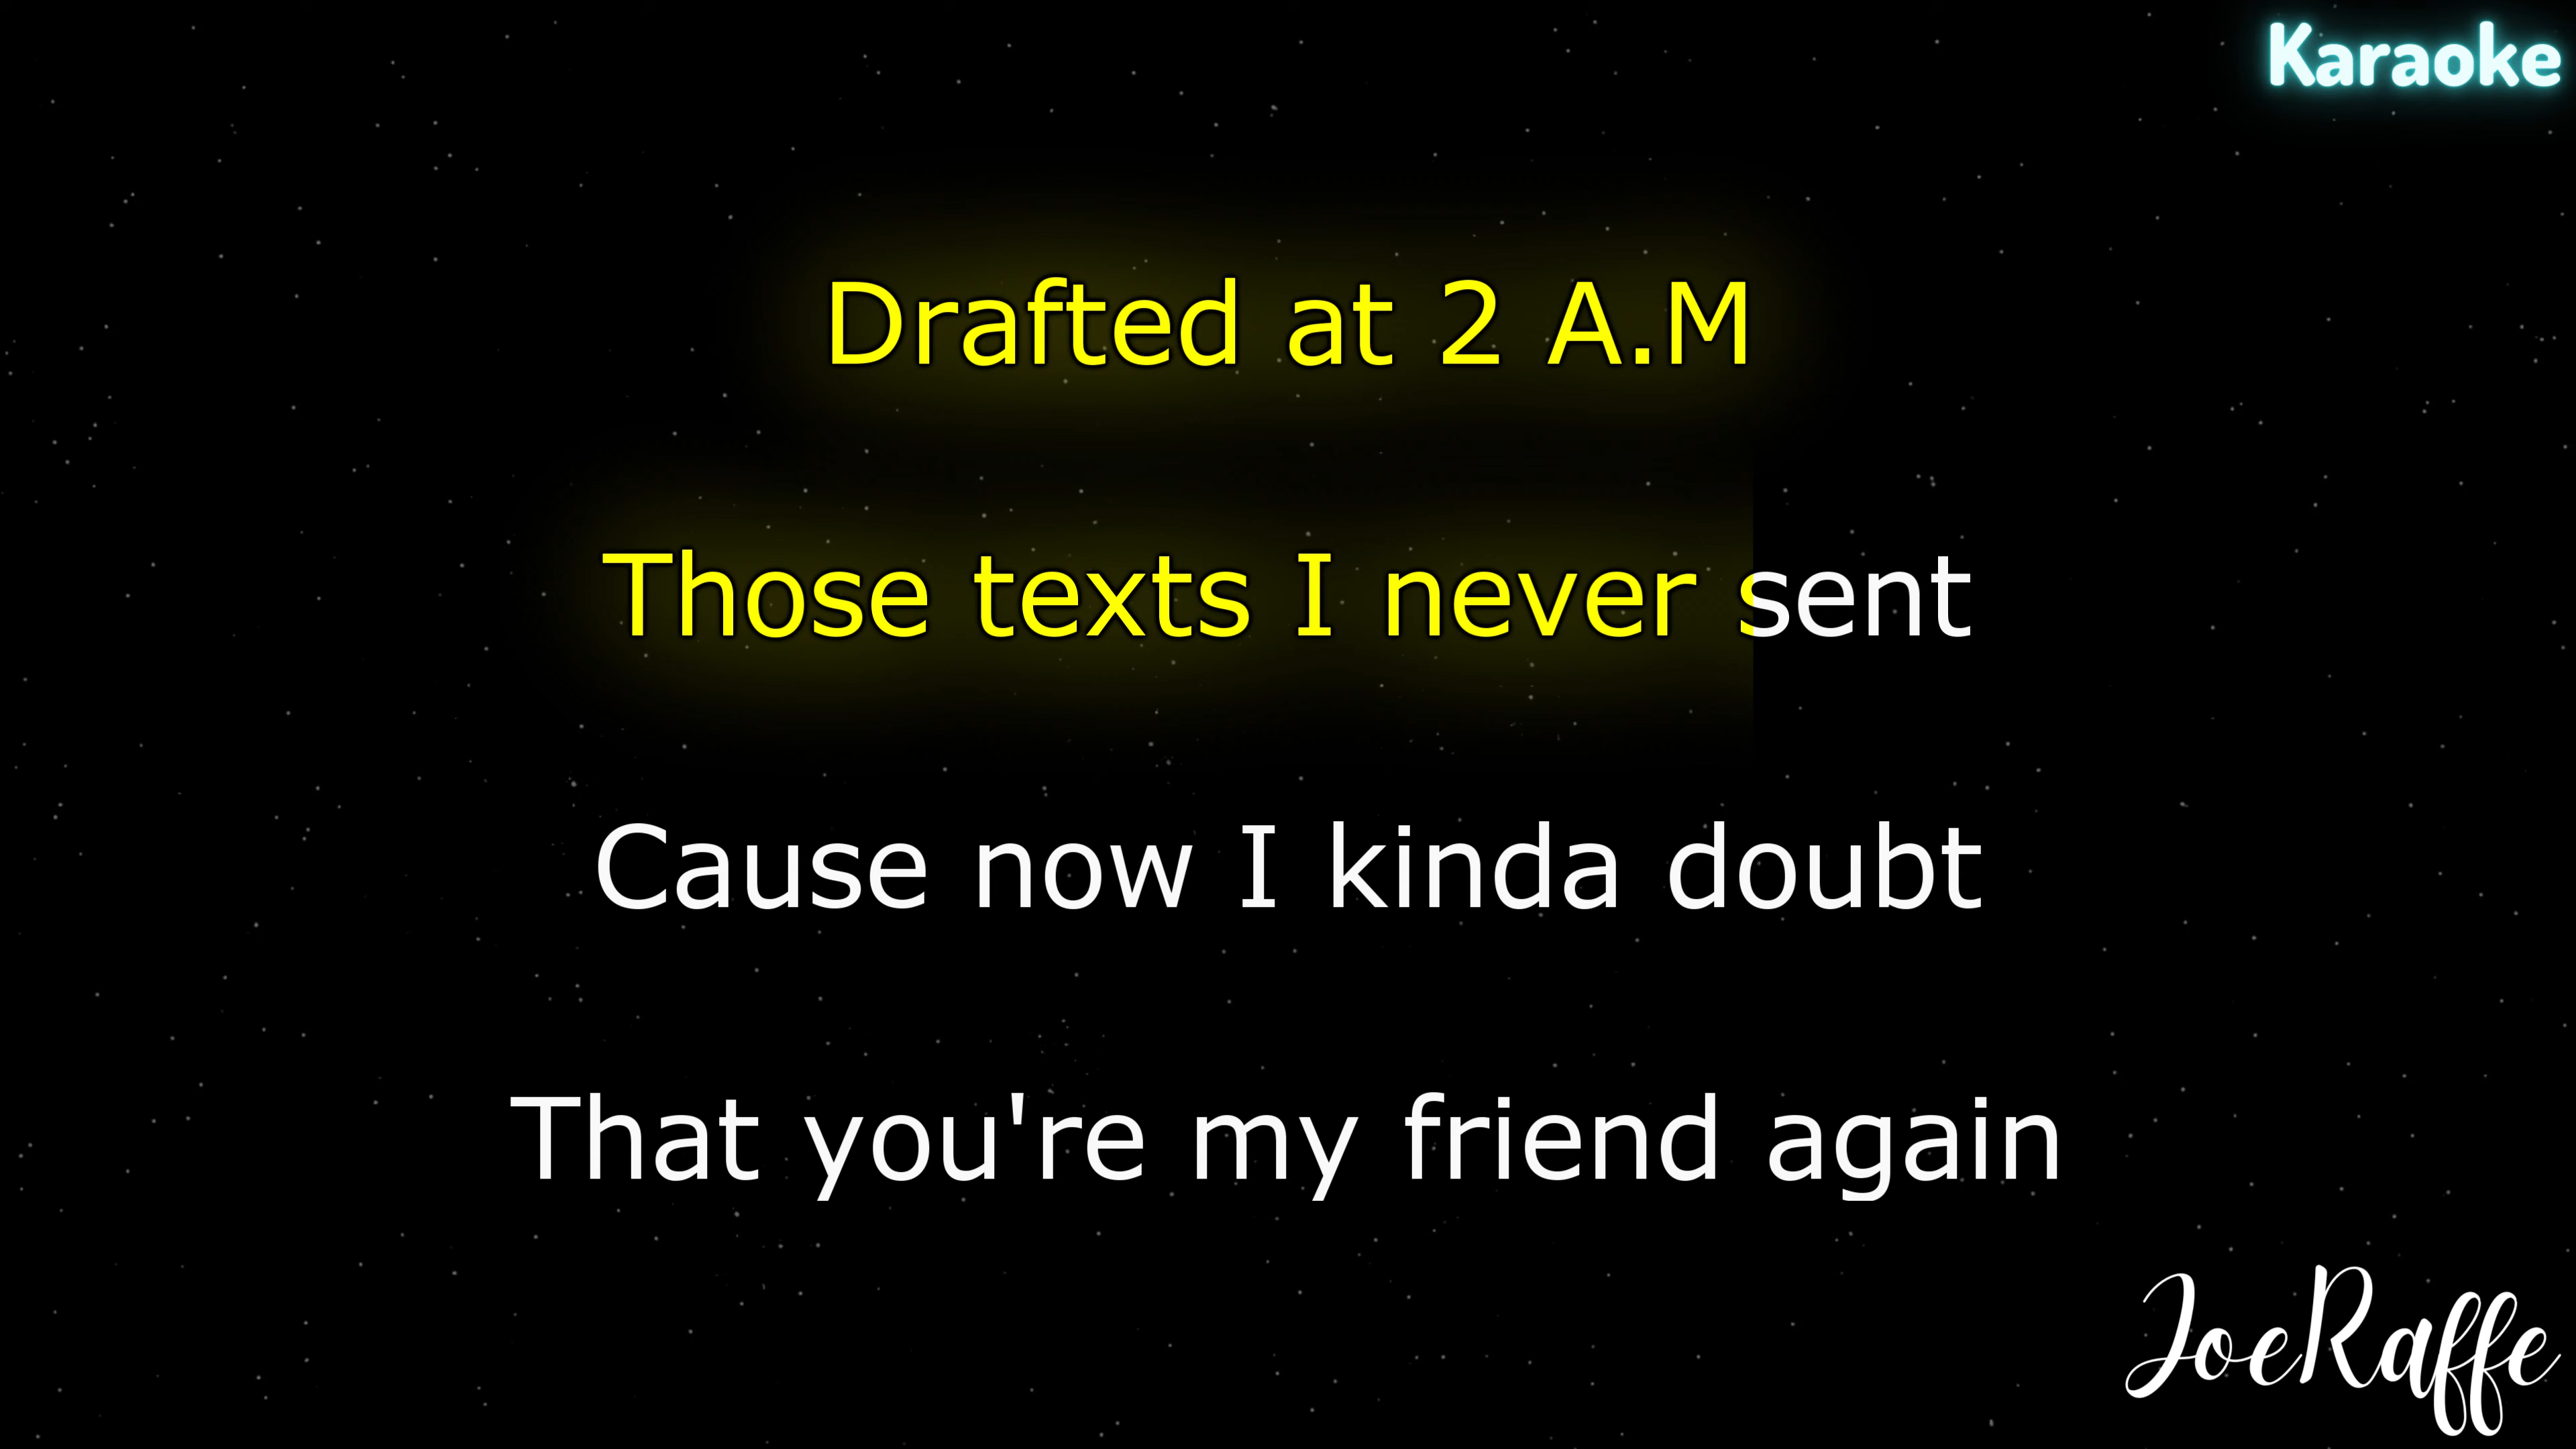 Karaoke
Drafted at 2 A.M
Those texts I never sent
Cause now I kinda doubt
That you're my friend again
JoeRaffe